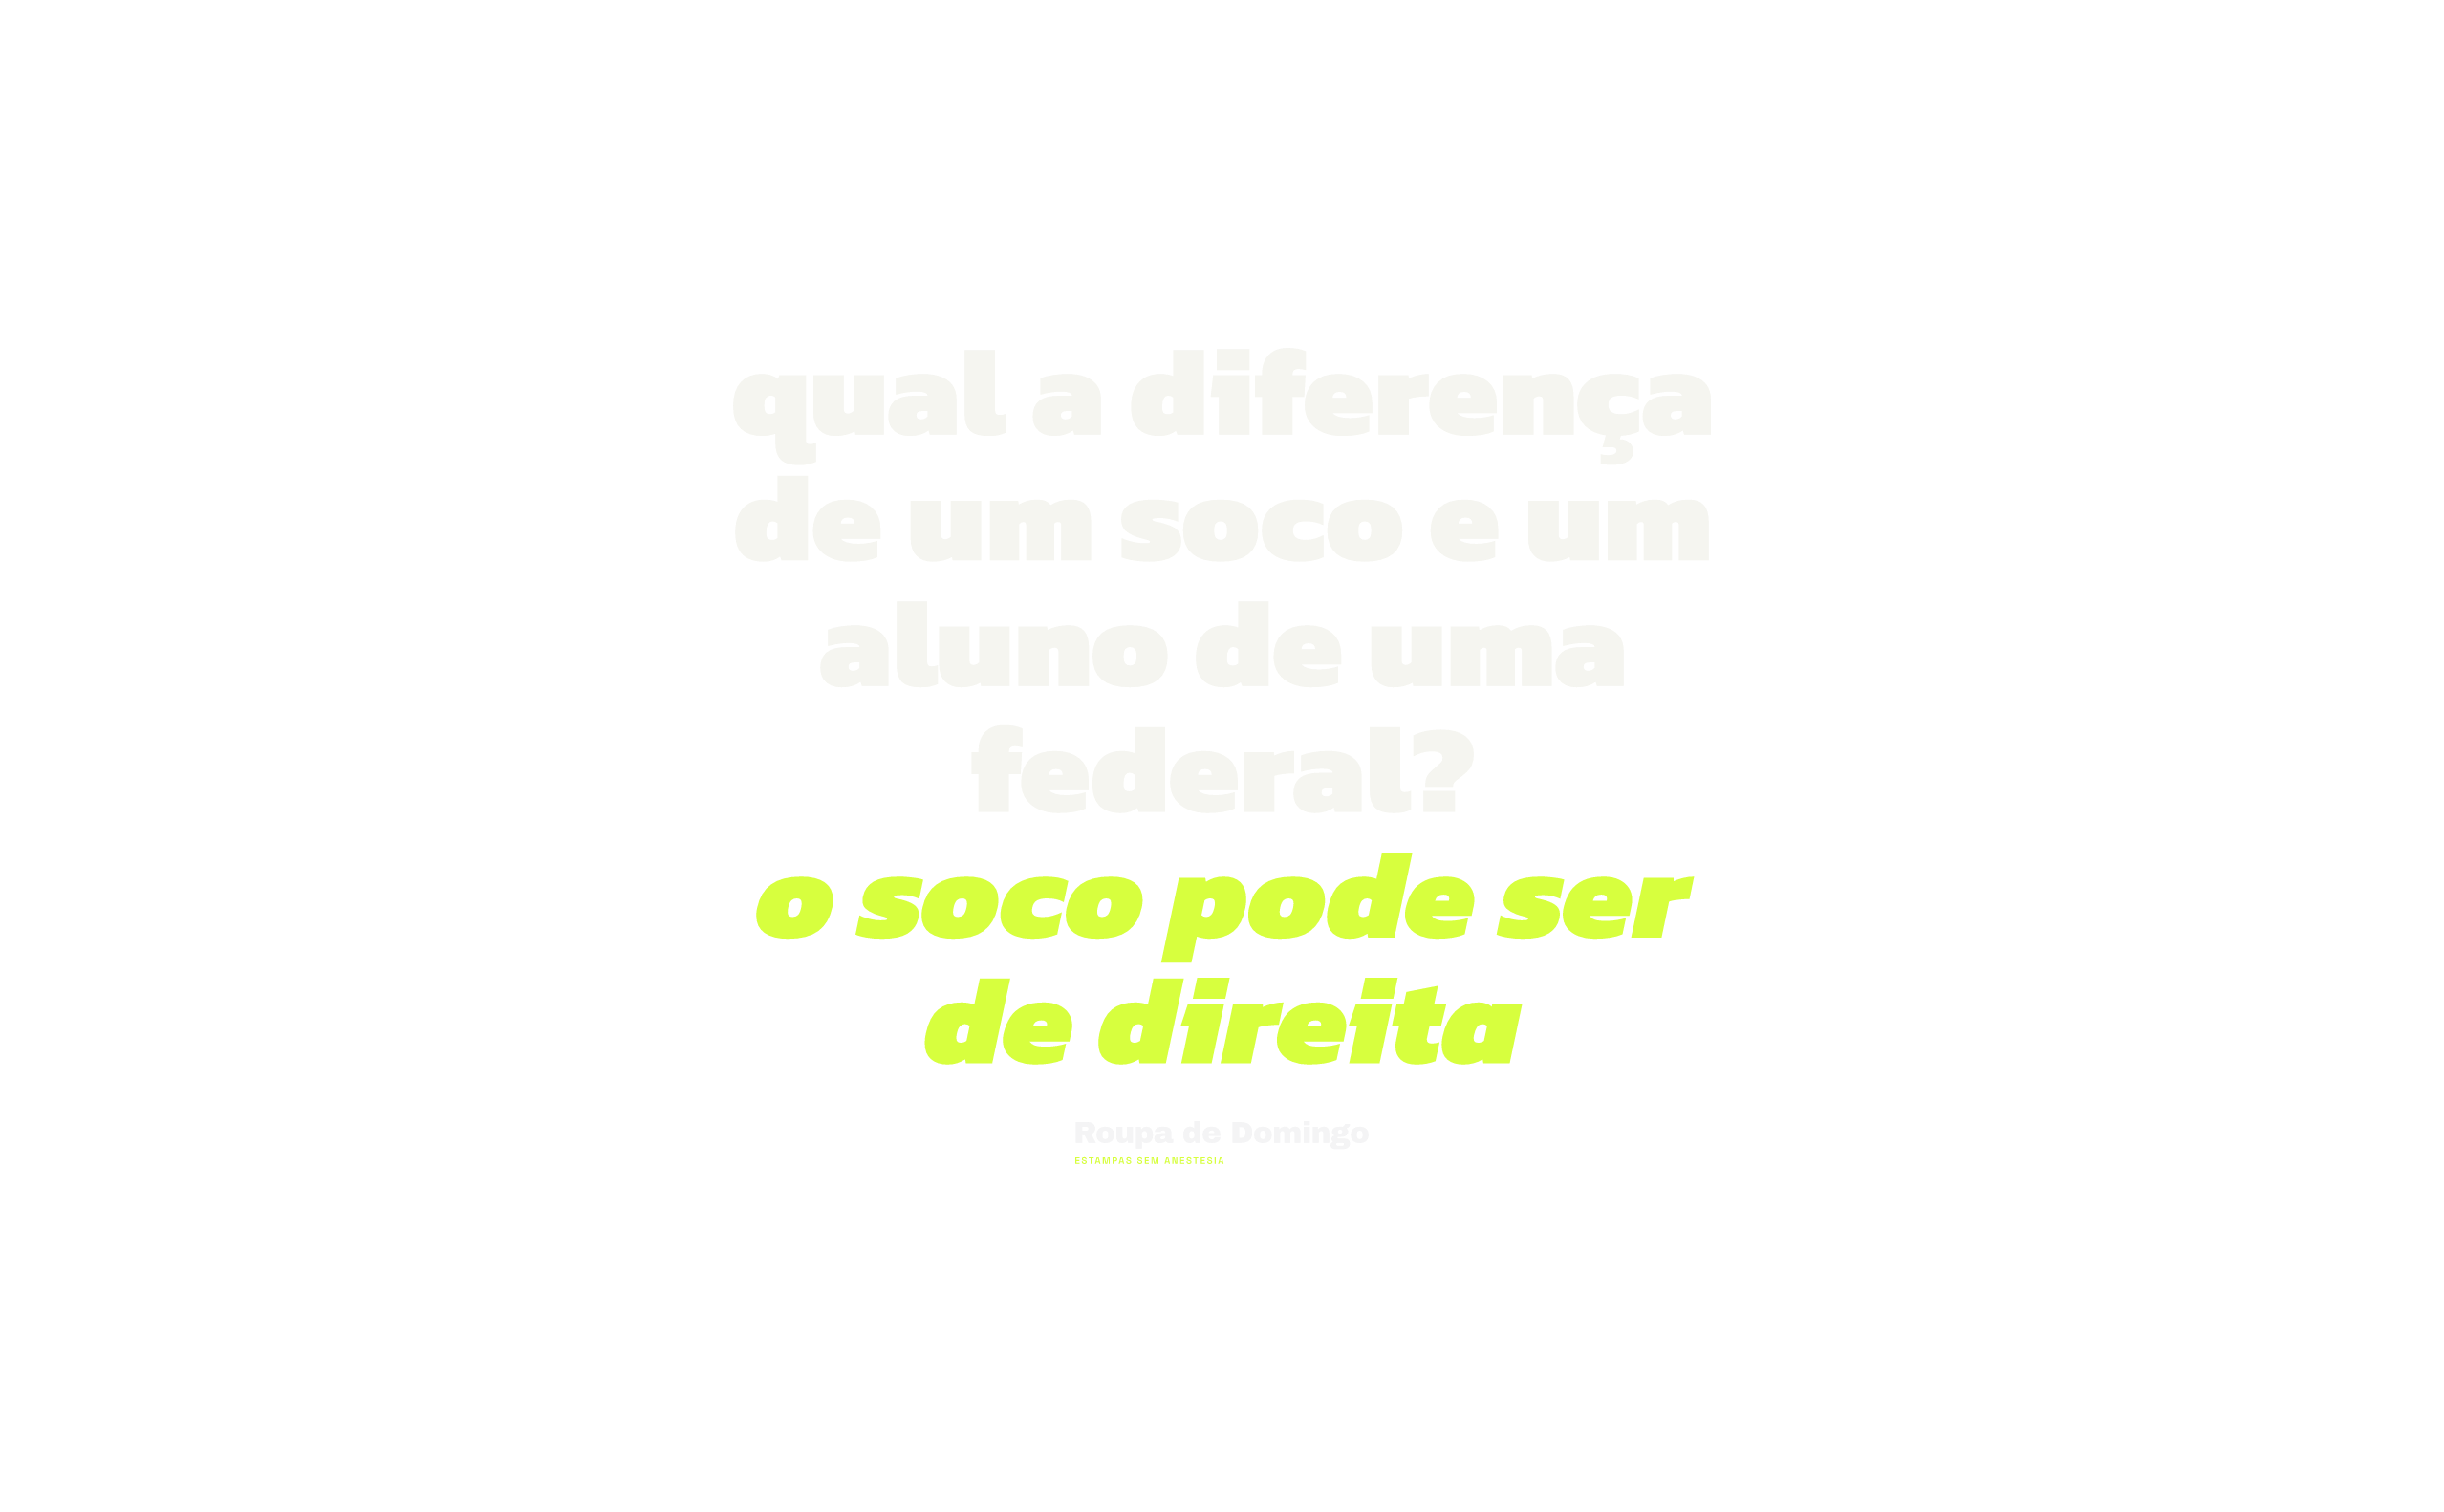 qual a diferença
de um soco e um
aluno de uma
federal?
o soco pode ser
de direita
Roupa de Domingo
ESTAMPAS SEM ANESTESIA